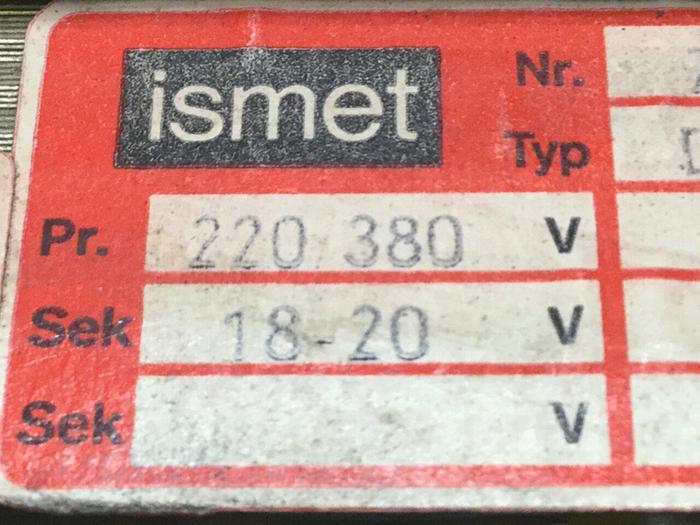 ismet
Nr.
Typ
Pr. 220 380 V
Sek 18-20 V
Sek V